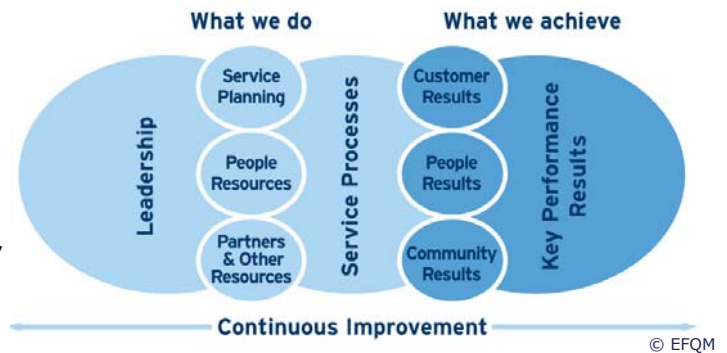 What we do
What we achieve
Leadership
Service
Planning
People
Resources
Partners
& Other
Resources
Service Processes
Customer
Results
People
Results
Community
Results
Key Performance
Results
Continuous Improvement
© EFQM